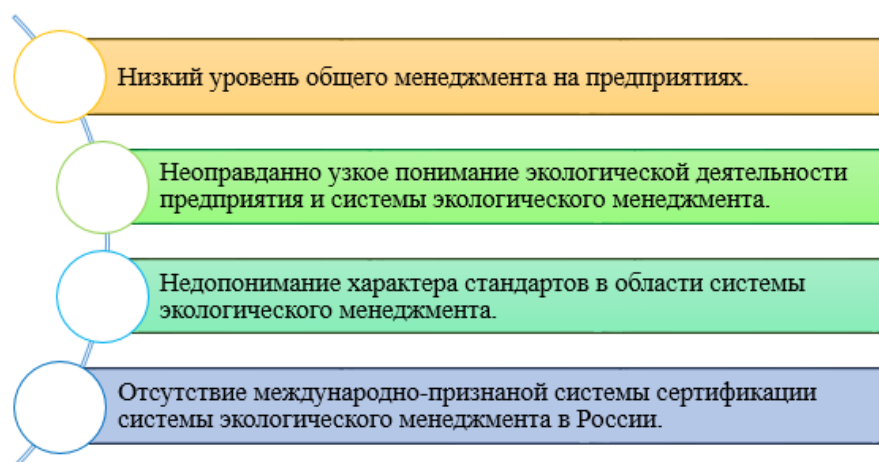 Низкий уровень общего менеджмента на предприятиях.
Неоправданно узкое понимание экологической деятельности
предприятия и системы экологического менеджмента.
Недопонимание характера стандартов в области системы
экологического менеджмента.
Отсутствие международно-признаной системы сертификации
системы экологического менеджмента в России.